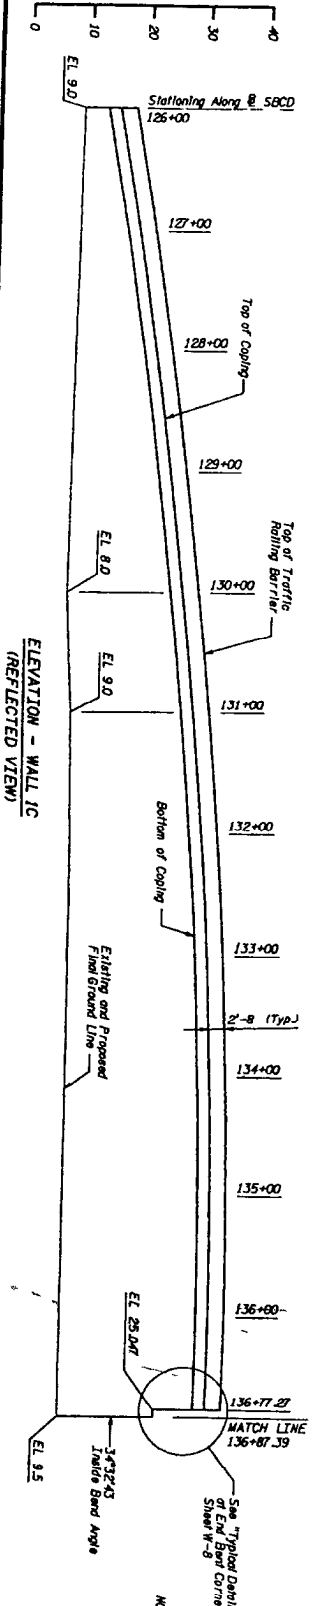 40
30
20
10
0
EL 9.0
Stationing Along ℄ SBCD
126+00
127+00
128+00
129+00
130+00
131+00
132+00
133+00
134+00
135+00
136+00
136+77.27
MATCH LINE
136+87.39
Top of Coping
Top of Traffic
Railing Barrier
Bottom of Coping
2'-8 (Typ.)
EL 8.0
EL 9.0
Existing and Proposed
Final Ground Line
EL 25.047
34°32'43
Inside Bend Angle
EL 9.5
See "Typical Detail
at End Bent Corne
Sheet W-8
ELEVATION - WALL 1C
(REFLECTED VIEW)